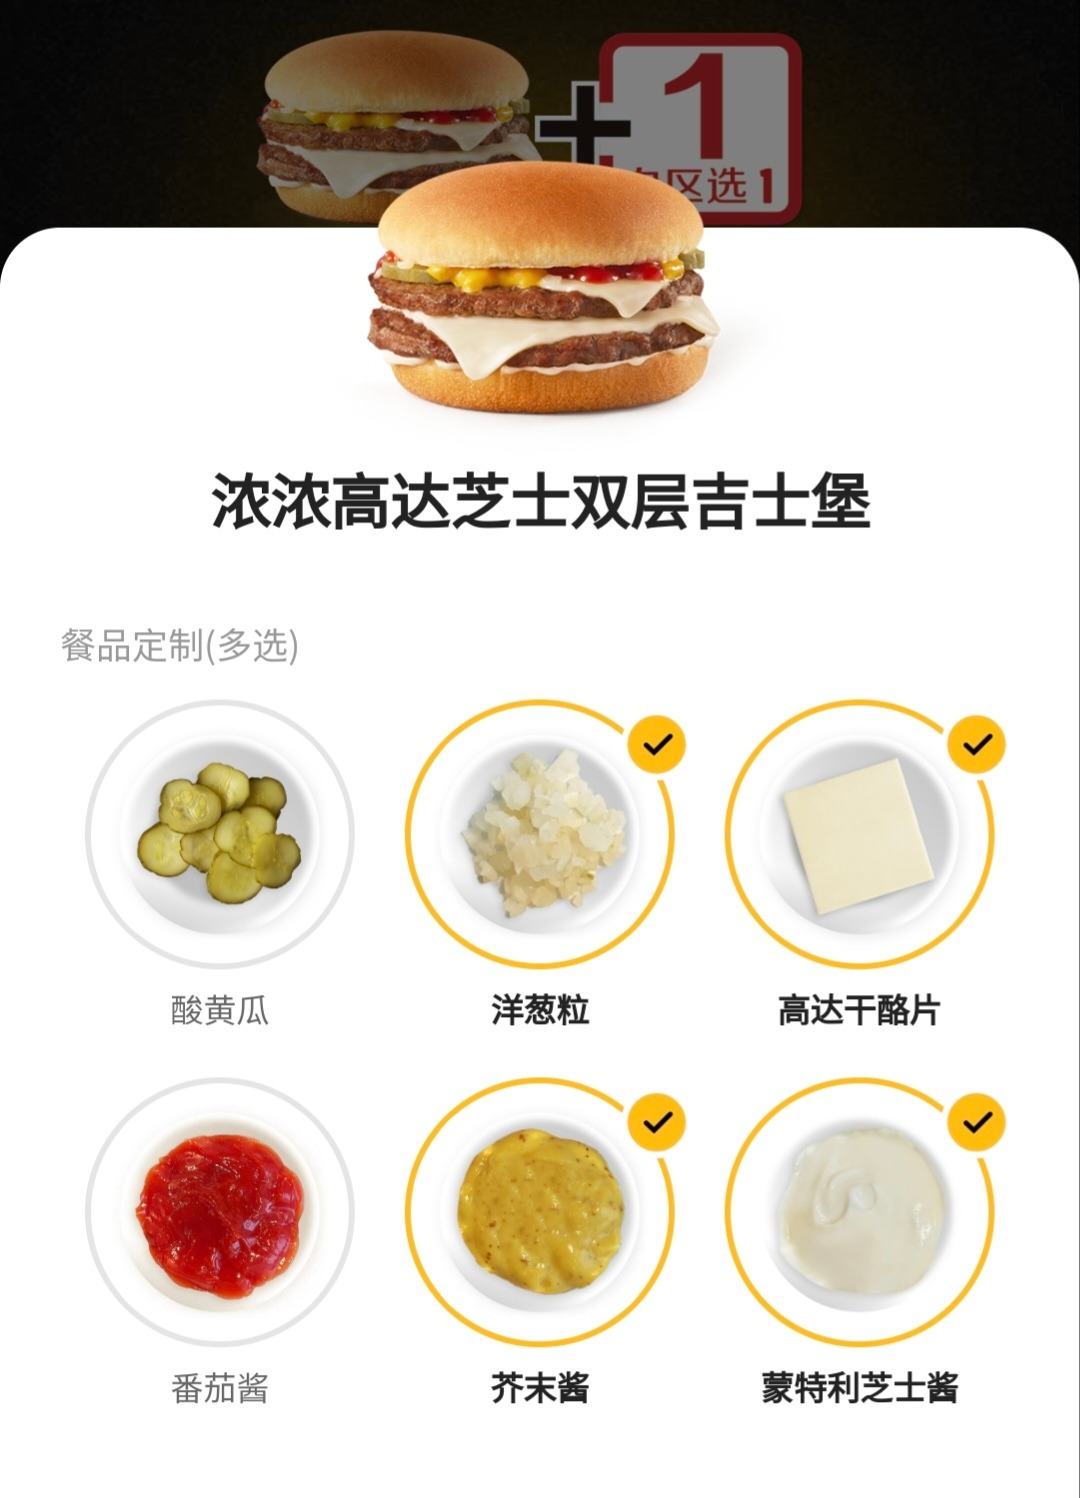 1
区选1
浓浓高达芝士双层吉士堡
餐品定制(多选)
酸黄瓜
洋葱粒
高达干酪片
番茄酱
芥末酱
蒙特利芝士酱